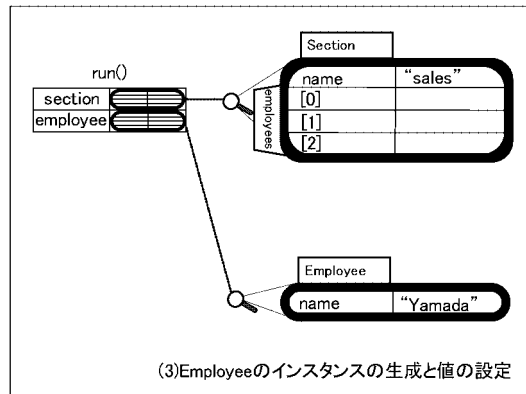 Section
run()
name "sales"
section
employee
employees
[0]
[1]
[2]
Employee
name "Yamada"
(3)Employeeのインスタンスの生成と値の設定